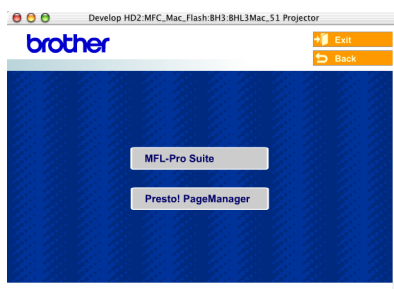 Develop HD2:MFC_Mac_Flash:BH3:BHL3Mac_51 Projector
brother
Exit
Back
MFL-Pro Suite
Presto! PageManager